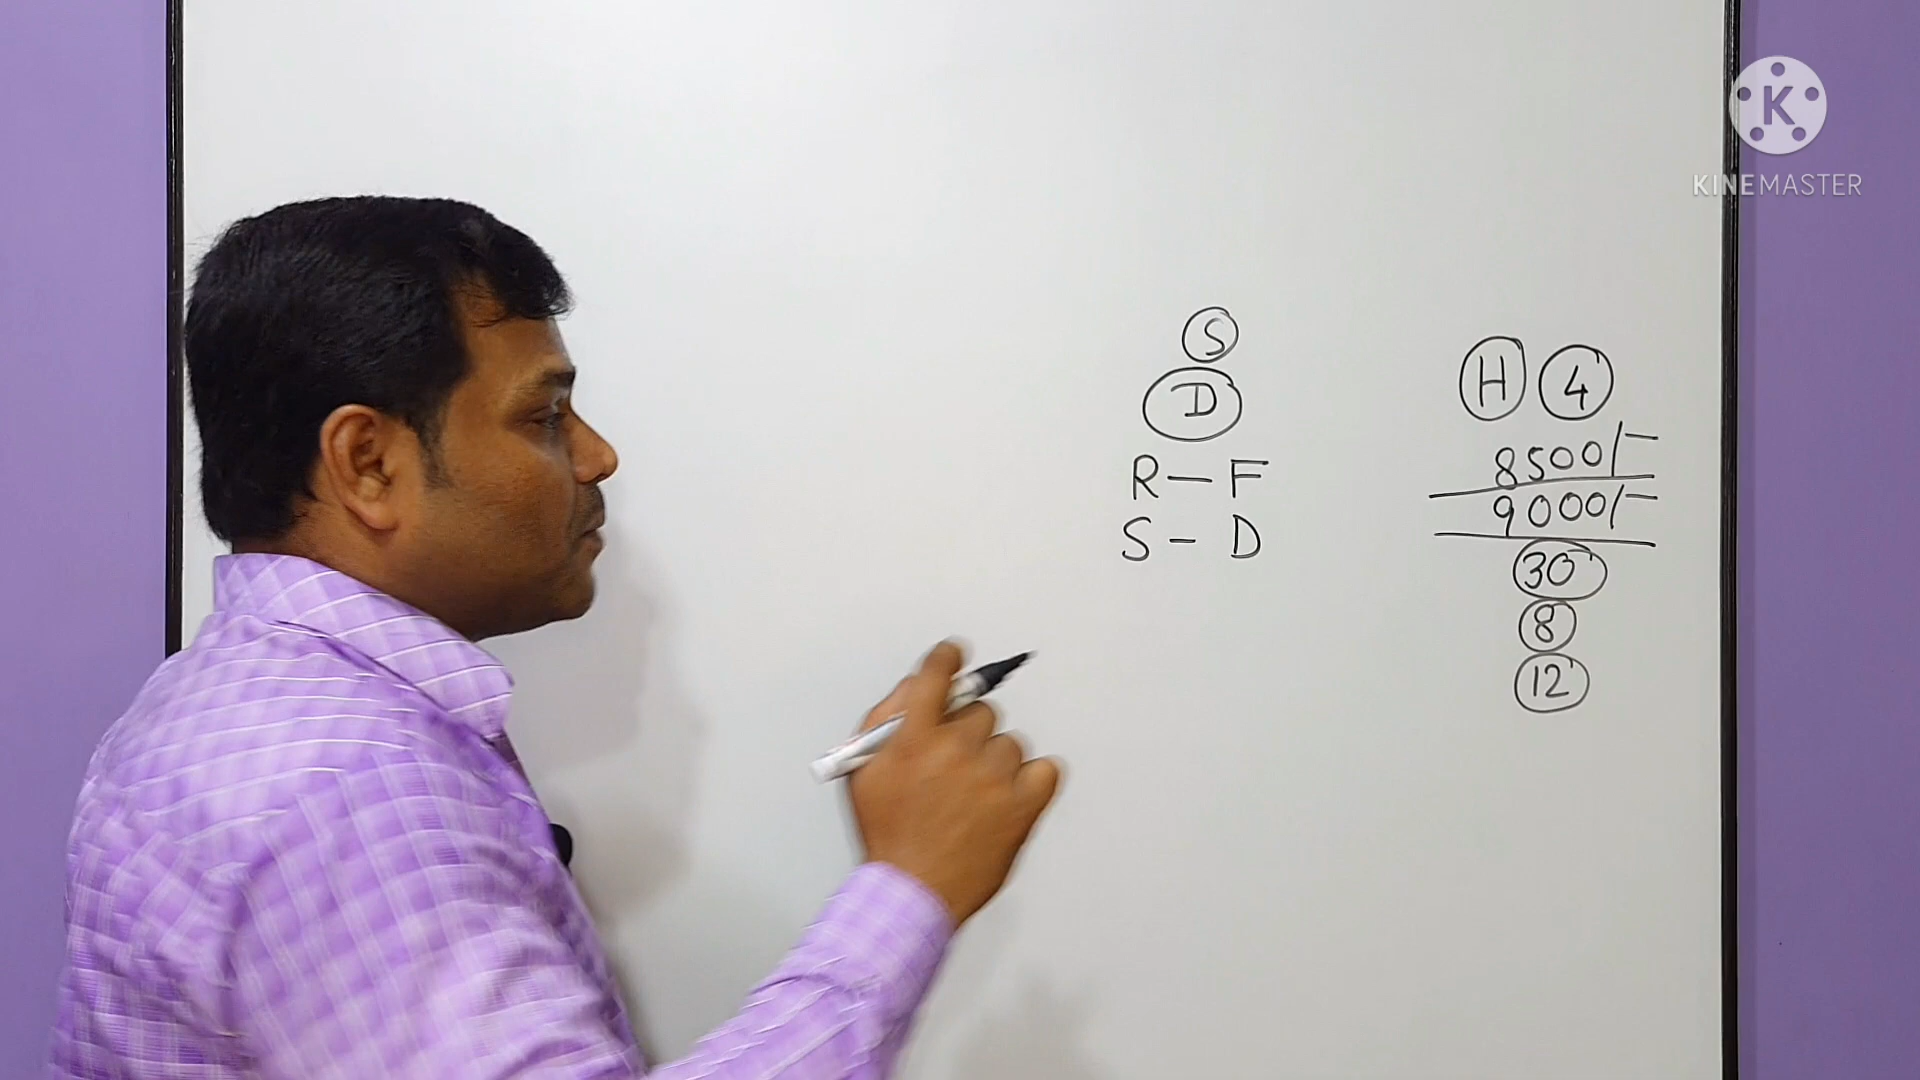 S
D
R — F
S - D
H 4
8500/-
9000/-
30
8
12
K
KINEMASTER